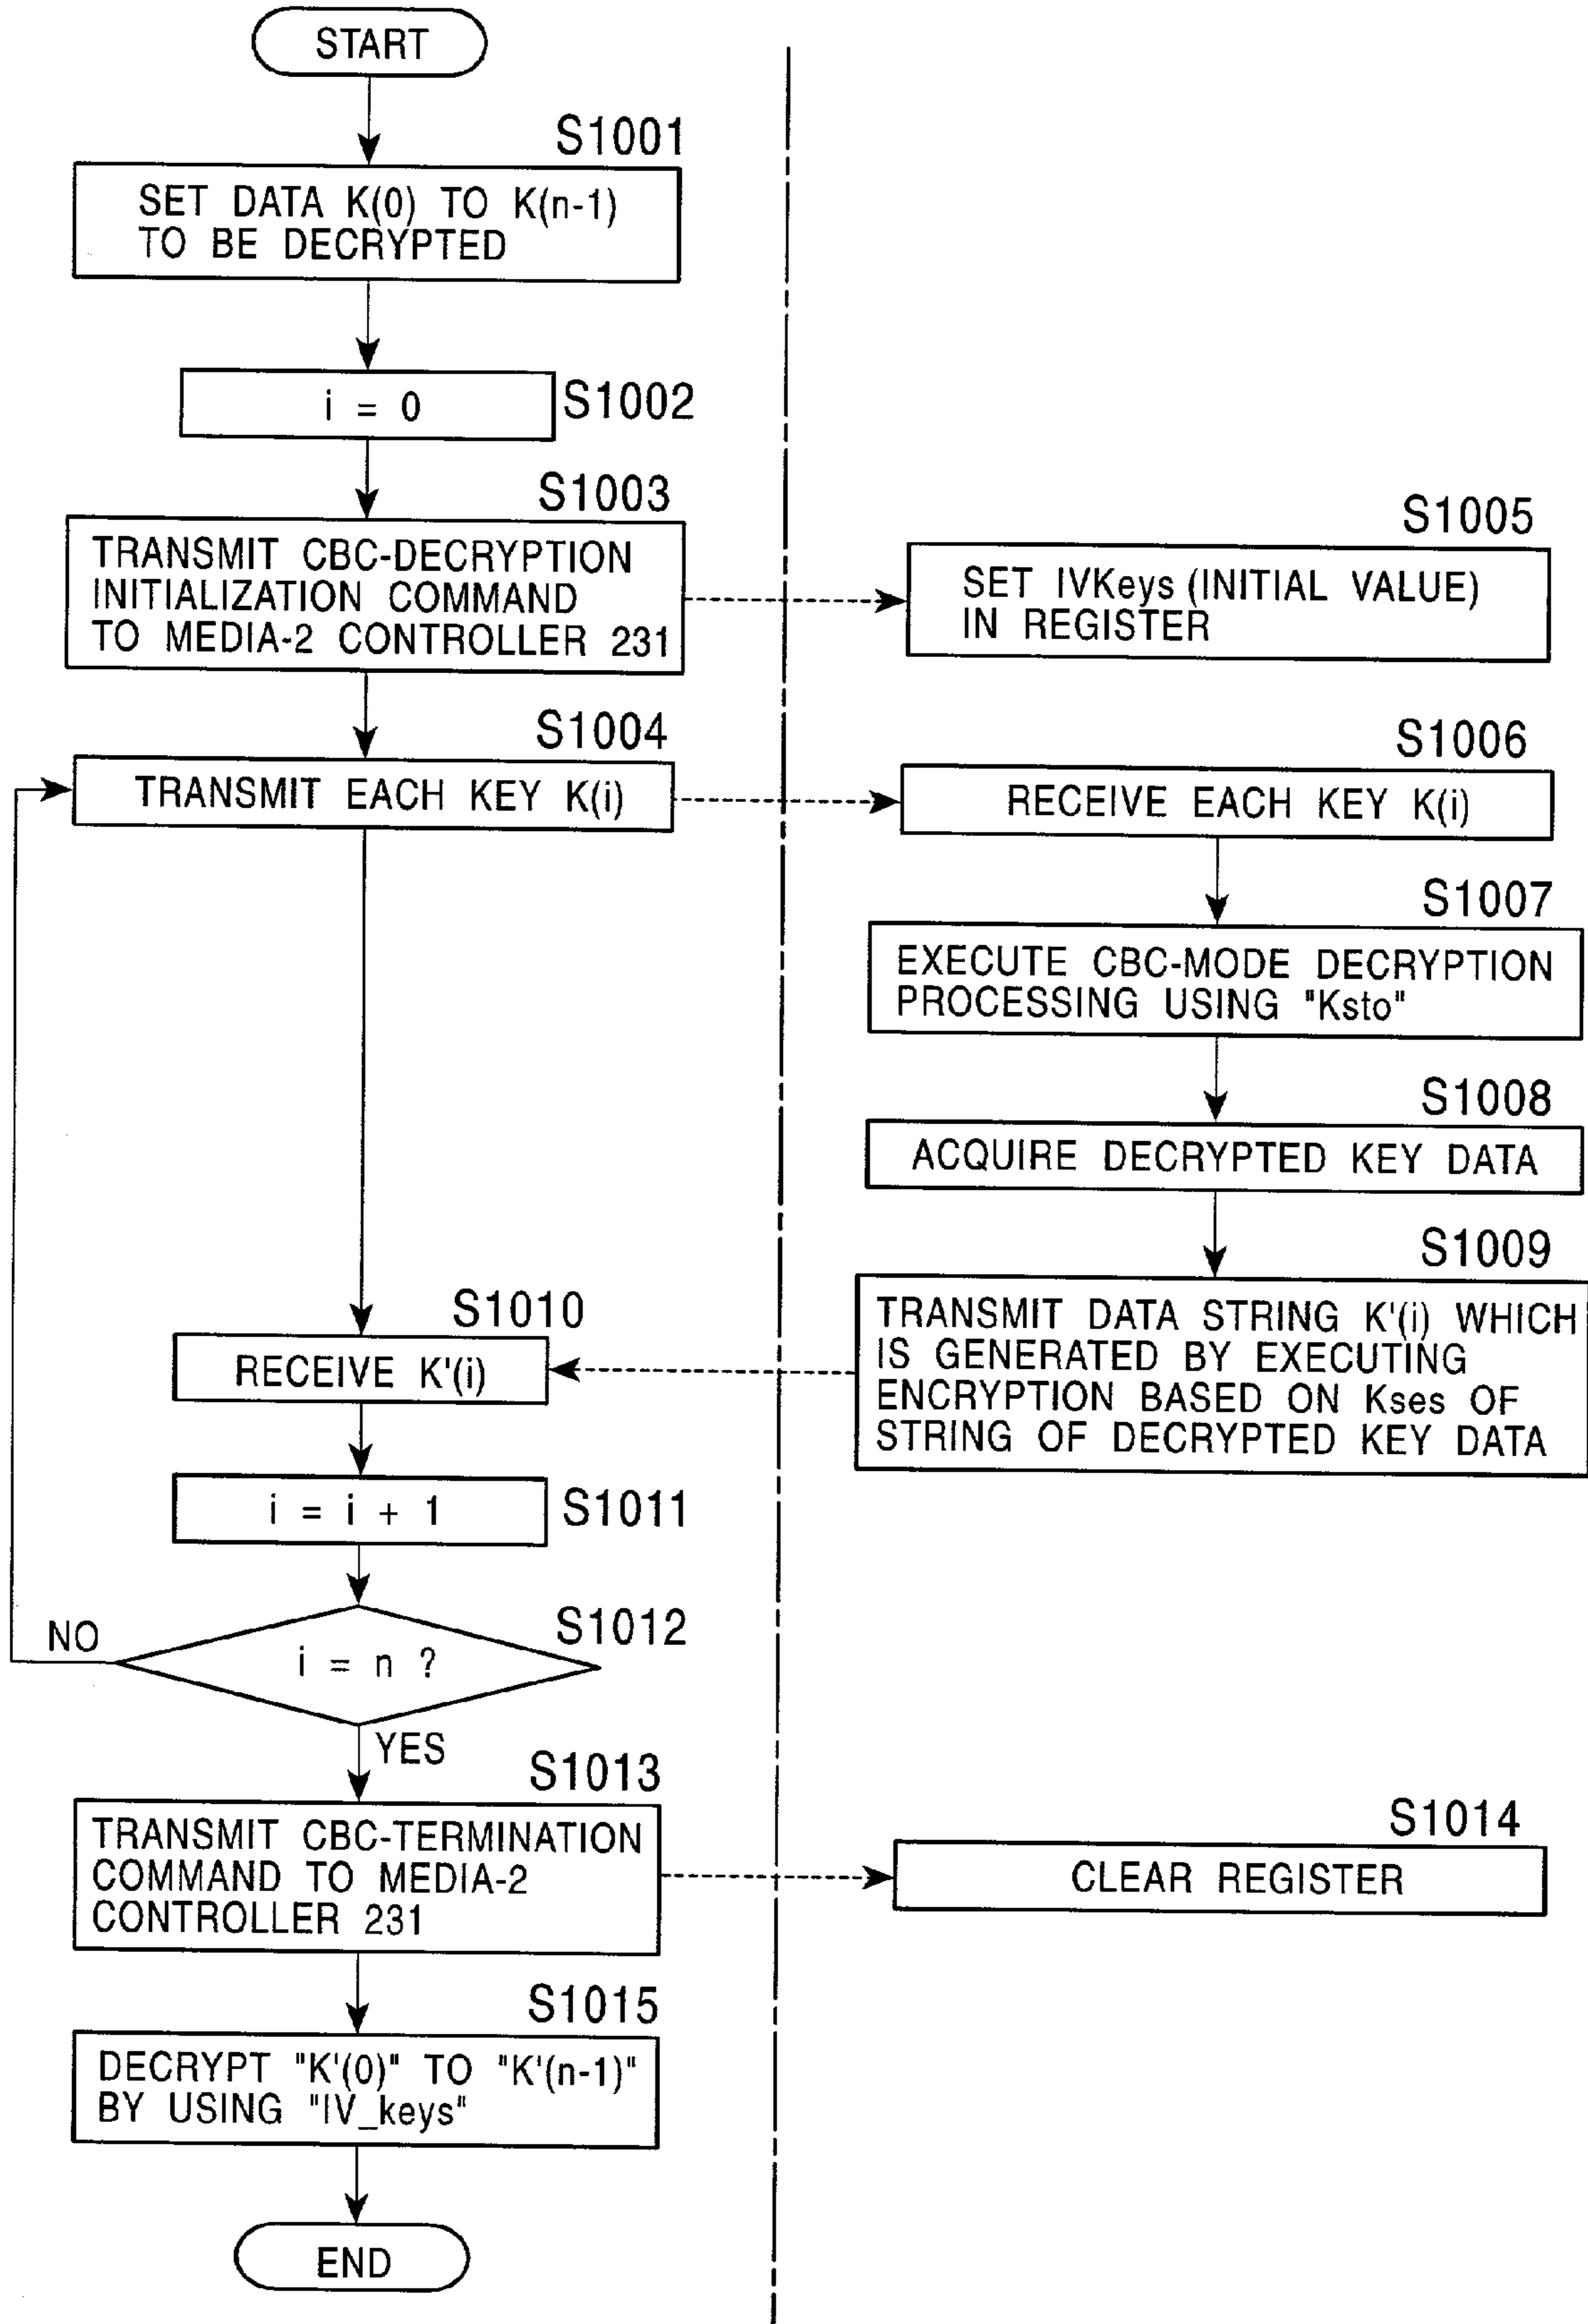 START
S1001
SET DATA K(0) TO K(n-1)
TO BE DECRYPTED
i = 0
S1002
S1003
TRANSMIT CBC-DECRYPTION
INITIALIZATION COMMAND
TO MEDIA-2 CONTROLLER 231
S1005
SET IVKeys (INITIAL VALUE)
IN REGISTER
S1004
TRANSMIT EACH KEY K(i)
S1006
RECEIVE EACH KEY K(i)
S1007
EXECUTE CBC-MODE DECRYPTION
PROCESSING USING "Ksto"
S1008
ACQUIRE DECRYPTED KEY DATA
S1009
TRANSMIT DATA STRING K'(i) WHICH
IS GENERATED BY EXECUTING
ENCRYPTION BASED ON Kses OF
STRING OF DECRYPTED KEY DATA
S1010
RECEIVE K'(i)
i = i + 1
S1011
S1012
i = n ?
NO
YES
S1013
TRANSMIT CBC-TERMINATION
COMMAND TO MEDIA-2
CONTROLLER 231
S1014
CLEAR REGISTER
S1015
DECRYPT "K'(0)" TO "K'(n-1)"
BY USING "IV_keys"
END